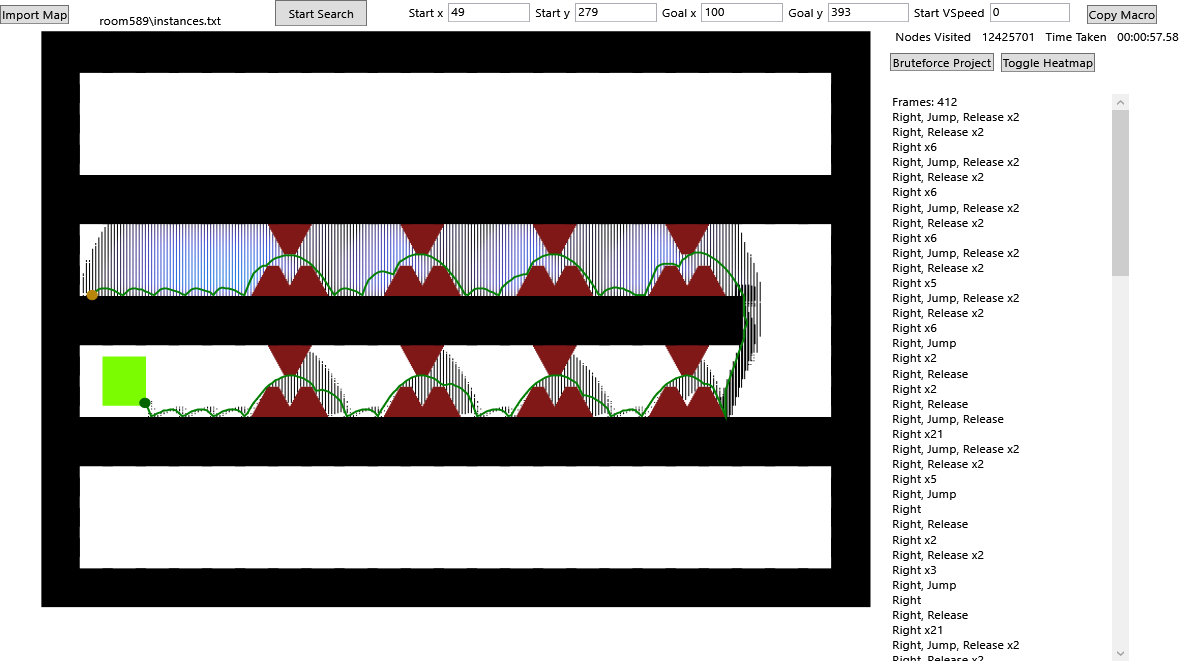 Import Map
room589\instances.txt
Start Search
Start x 49 Start y 279 Goal x 100 Goal y 393 Start VSpeed 0
Copy Macro
Nodes Visited 12425701 Time Taken 00:00:57.58
Bruteforce Project Toggle Heatmap
Frames: 412
Right, Jump, Release x2
Right, Release x2
Right x6
Right, Jump, Release x2
Right, Release x2
Right x6
Right, Jump, Release x2
Right, Release x2
Right x6
Right, Jump, Release x2
Right, Release x2
Right x5
Right, Jump, Release x2
Right, Release x2
Right x6
Right, Jump
Right x2
Right, Release
Right x2
Right, Release
Right, Jump, Release
Right x21
Right, Jump, Release x2
Right, Release x2
Right x5
Right, Jump
Right
Right, Release
Right x2
Right, Release x2
Right x3
Right, Jump
Right
Right, Release
Right x21
Right, Jump, Release x2
Right, Release x2